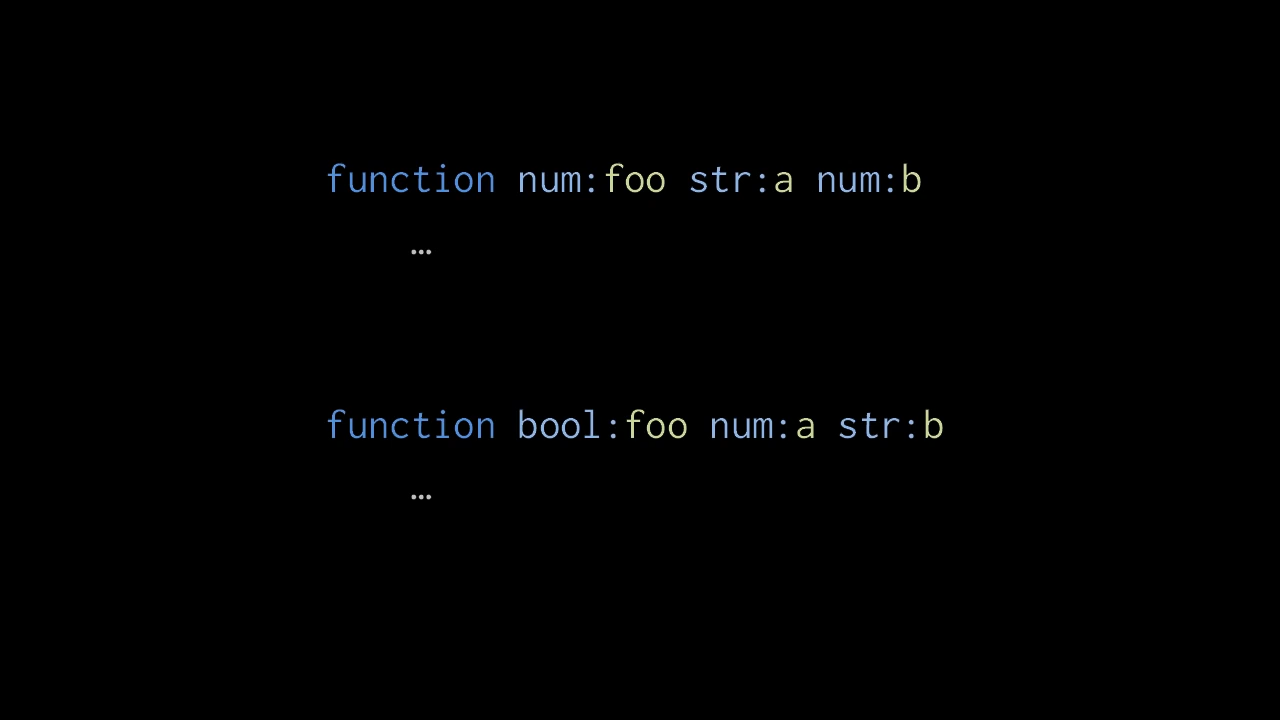 function num:foo str:a num:b
…
function bool:foo num:a str:b
…